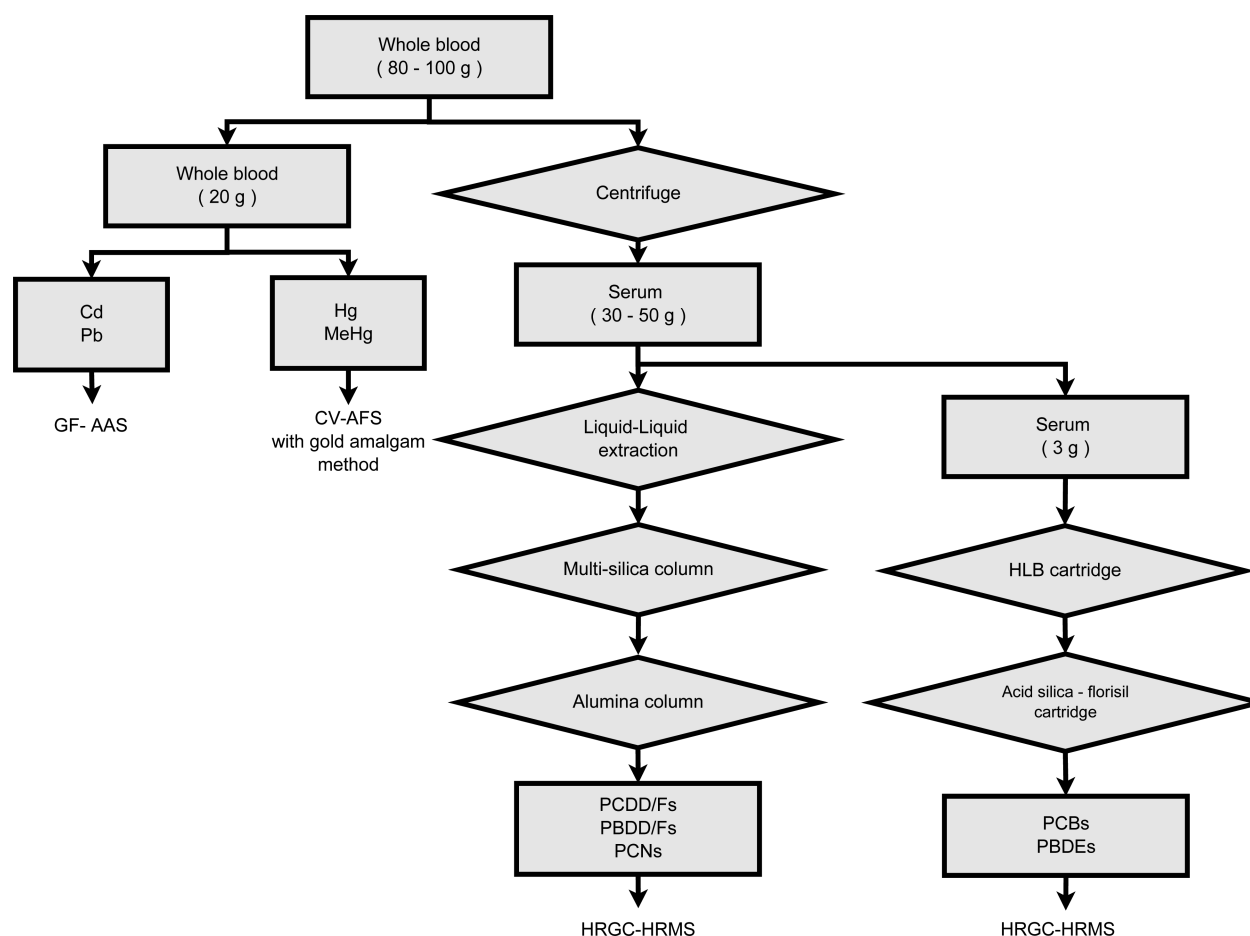 Whole blood
( 80 - 100 g )
Whole blood
( 20 g )
Centrifuge
Cd
Pb
Hg
MeHg
Serum
( 30 - 50 g )
GF- AAS
CV-AFS
with gold amalgam
method
Liquid-Liquid
extraction
Serum
( 3 g )
Multi-silica column
HLB cartridge
Alumina column
Acid silica - florisil
cartridge
PCDD/Fs
PBDD/Fs
PCNs
PCBs
PBDEs
HRGC-HRMS
HRGC-HRMS